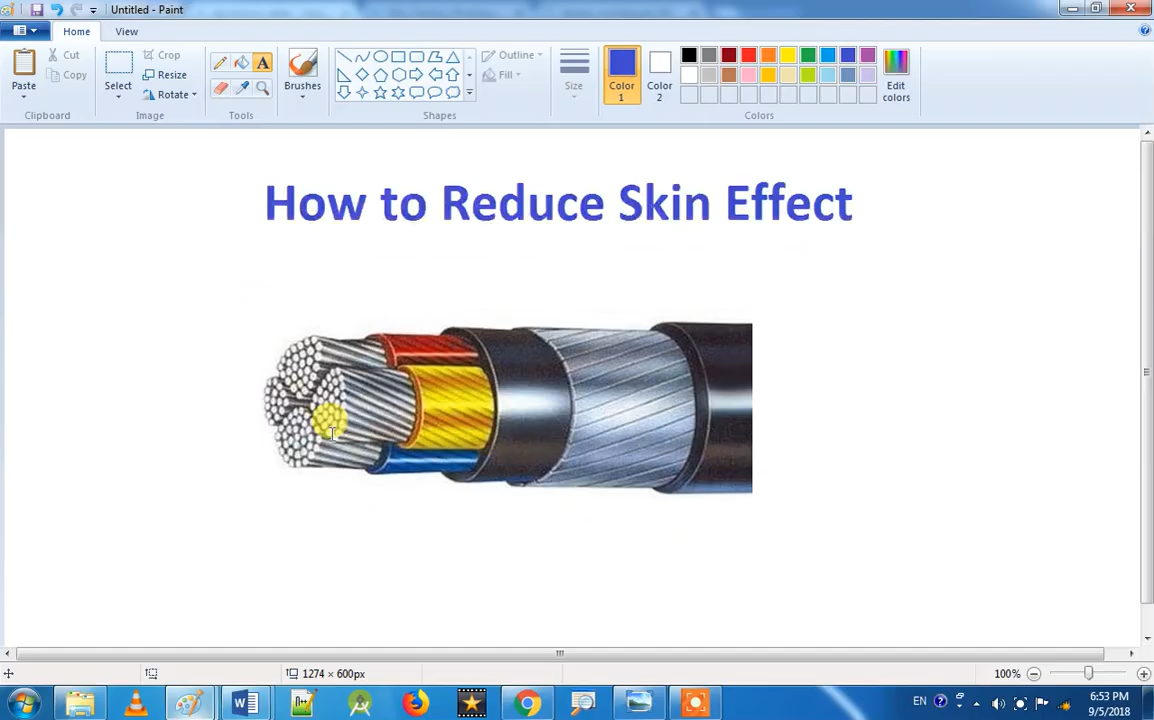 Untitled - Paint
Home
View
Paste
Cut
Copy
Clipboard
Select
Crop
Resize
Rotate
Image
Tools
Brushes
Shapes
Outline
Fill
Size
Color 1
Color 2
Edit colors
Colors
How to Reduce Skin Effect
1274 × 600px
100%
EN
6:53 PM
9/5/2018